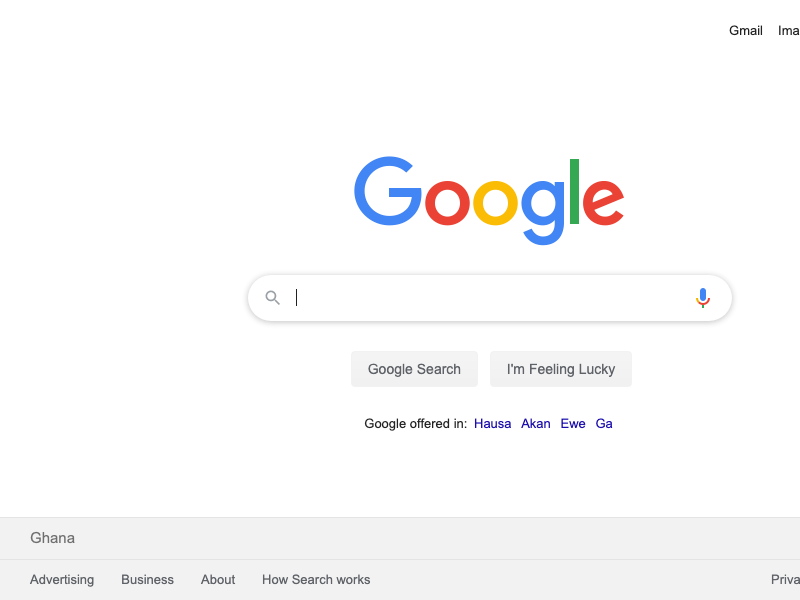 Gmail Ima
Google
Google Search I'm Feeling Lucky
Google offered in: Hausa Akan Ewe Ga
Ghana
Advertising Business About How Search works Priva